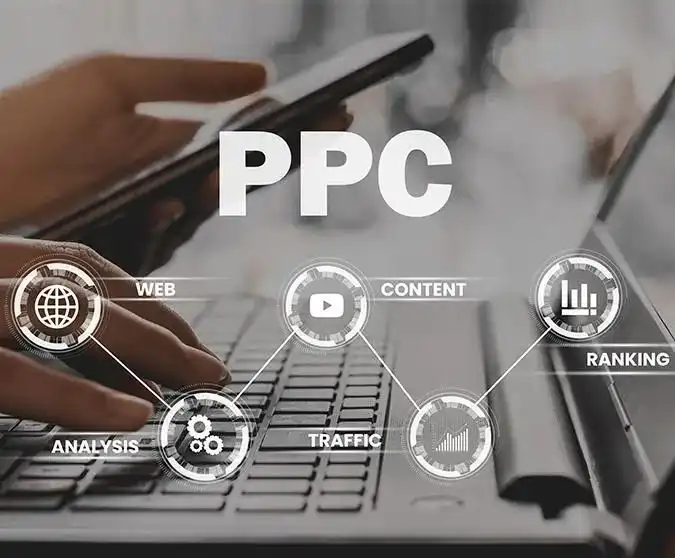 PPC
WEB
CONTENT
RANKING
ANALYSIS
TRAFFIC